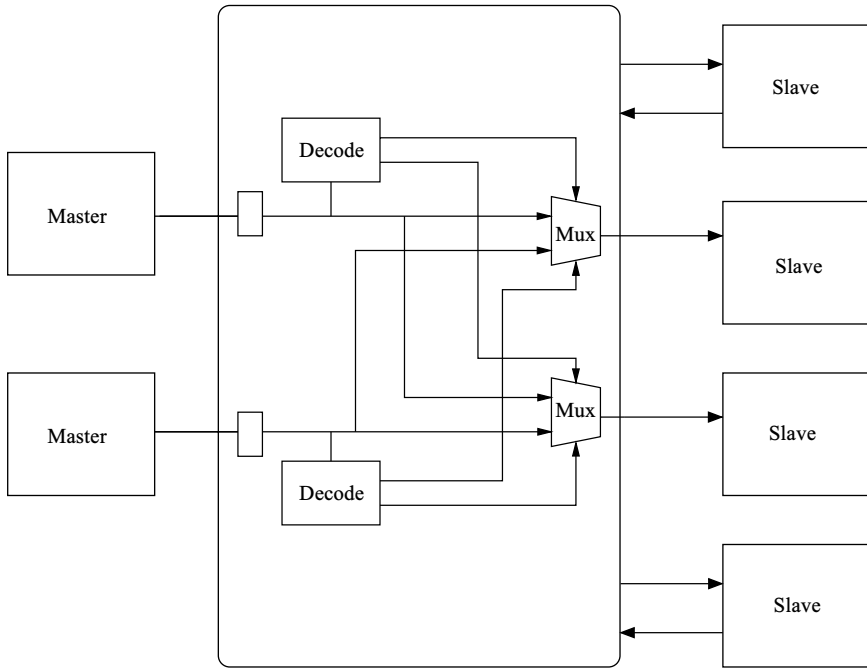 Slave
Decode
Master
Mux
Slave
Master
Mux
Slave
Decode
Slave